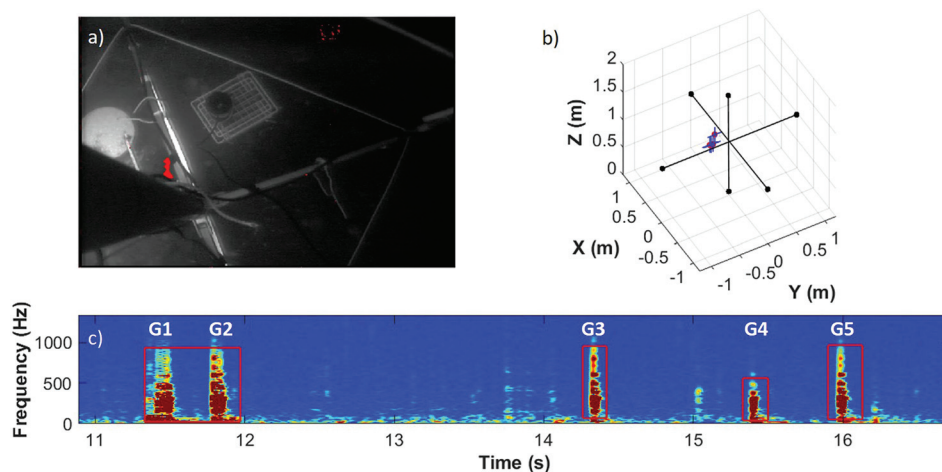 a)
b)
2
1.5
1
0.5
0
Z (m)
1
0.5
0
-0.5
-1
X (m)
-1
-0.5
0
0.5
1
Y (m)
G1 G2 G3 G4 G5
c)
1000
500
0
Frequency (Hz)
11 12 13 14 15 16
Time (s)